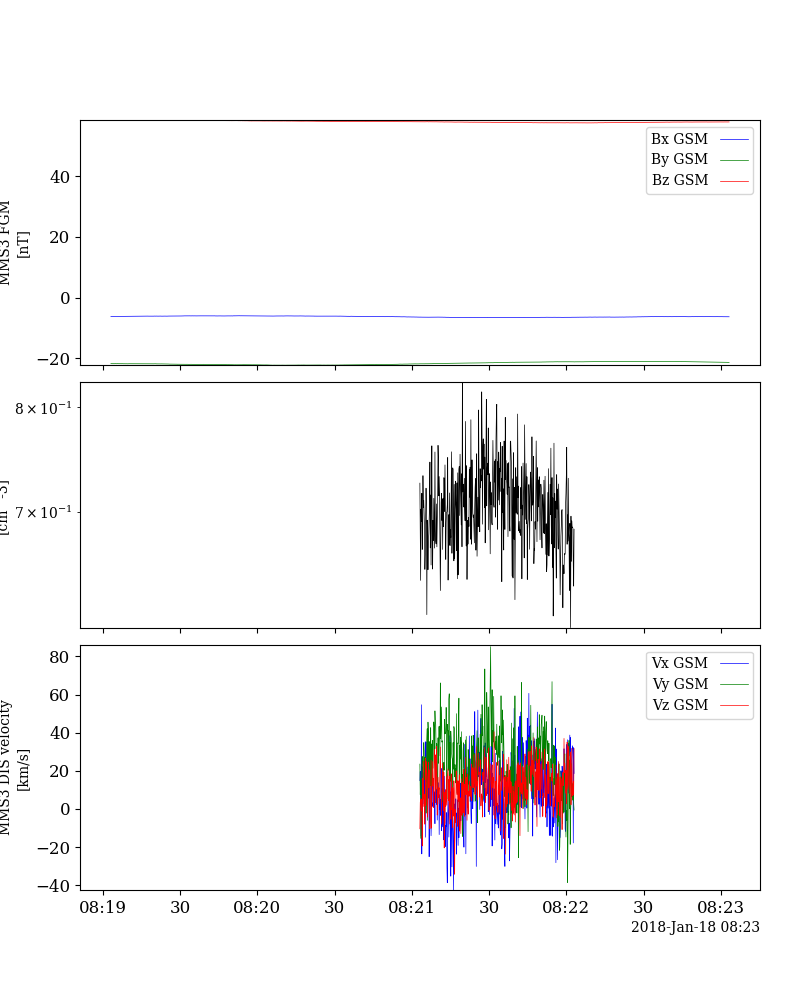 MMS3 FGM
[nT]
40
20
0
−20
Bx GSM
By GSM
Bz GSM
8 × 10⁻¹
7 × 10⁻¹
MMS3 DIS velocity
[km/s]
80
60
40
20
0
−20
−40
Vx GSM
Vy GSM
Vz GSM
08:19 30 08:20 30 08:21 30 08:22 30 08:23
2018-Jan-18 08:23